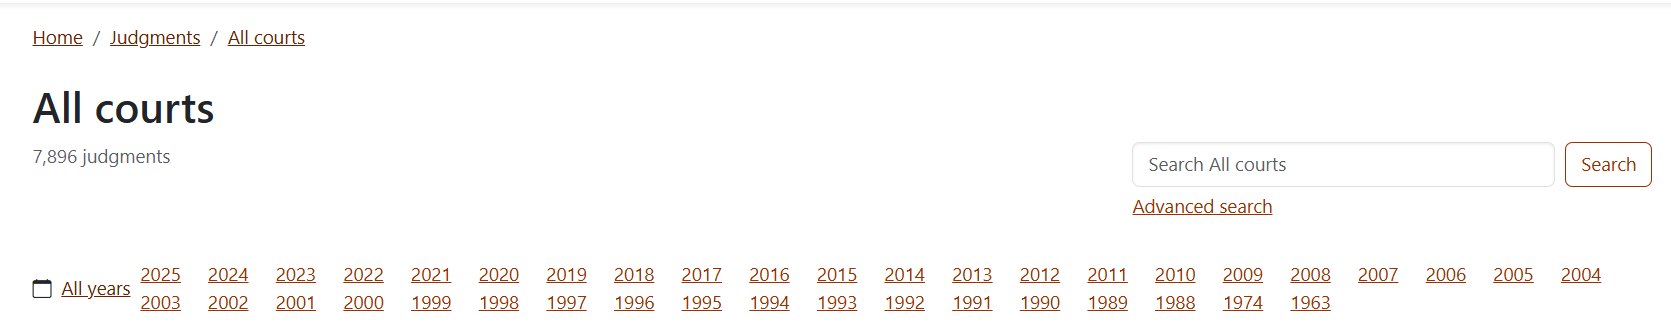 Home / Judgments / All courts
All courts
7,896 judgments
Search All courts
Search
Advanced search
All years
2025 2024 2023 2022 2021 2020 2019 2018 2017 2016 2015 2014 2013 2012 2011 2010 2009 2008 2007 2006 2005 2004
2003 2002 2001 2000 1999 1998 1997 1996 1995 1994 1993 1992 1991 1990 1989 1988 1974 1963